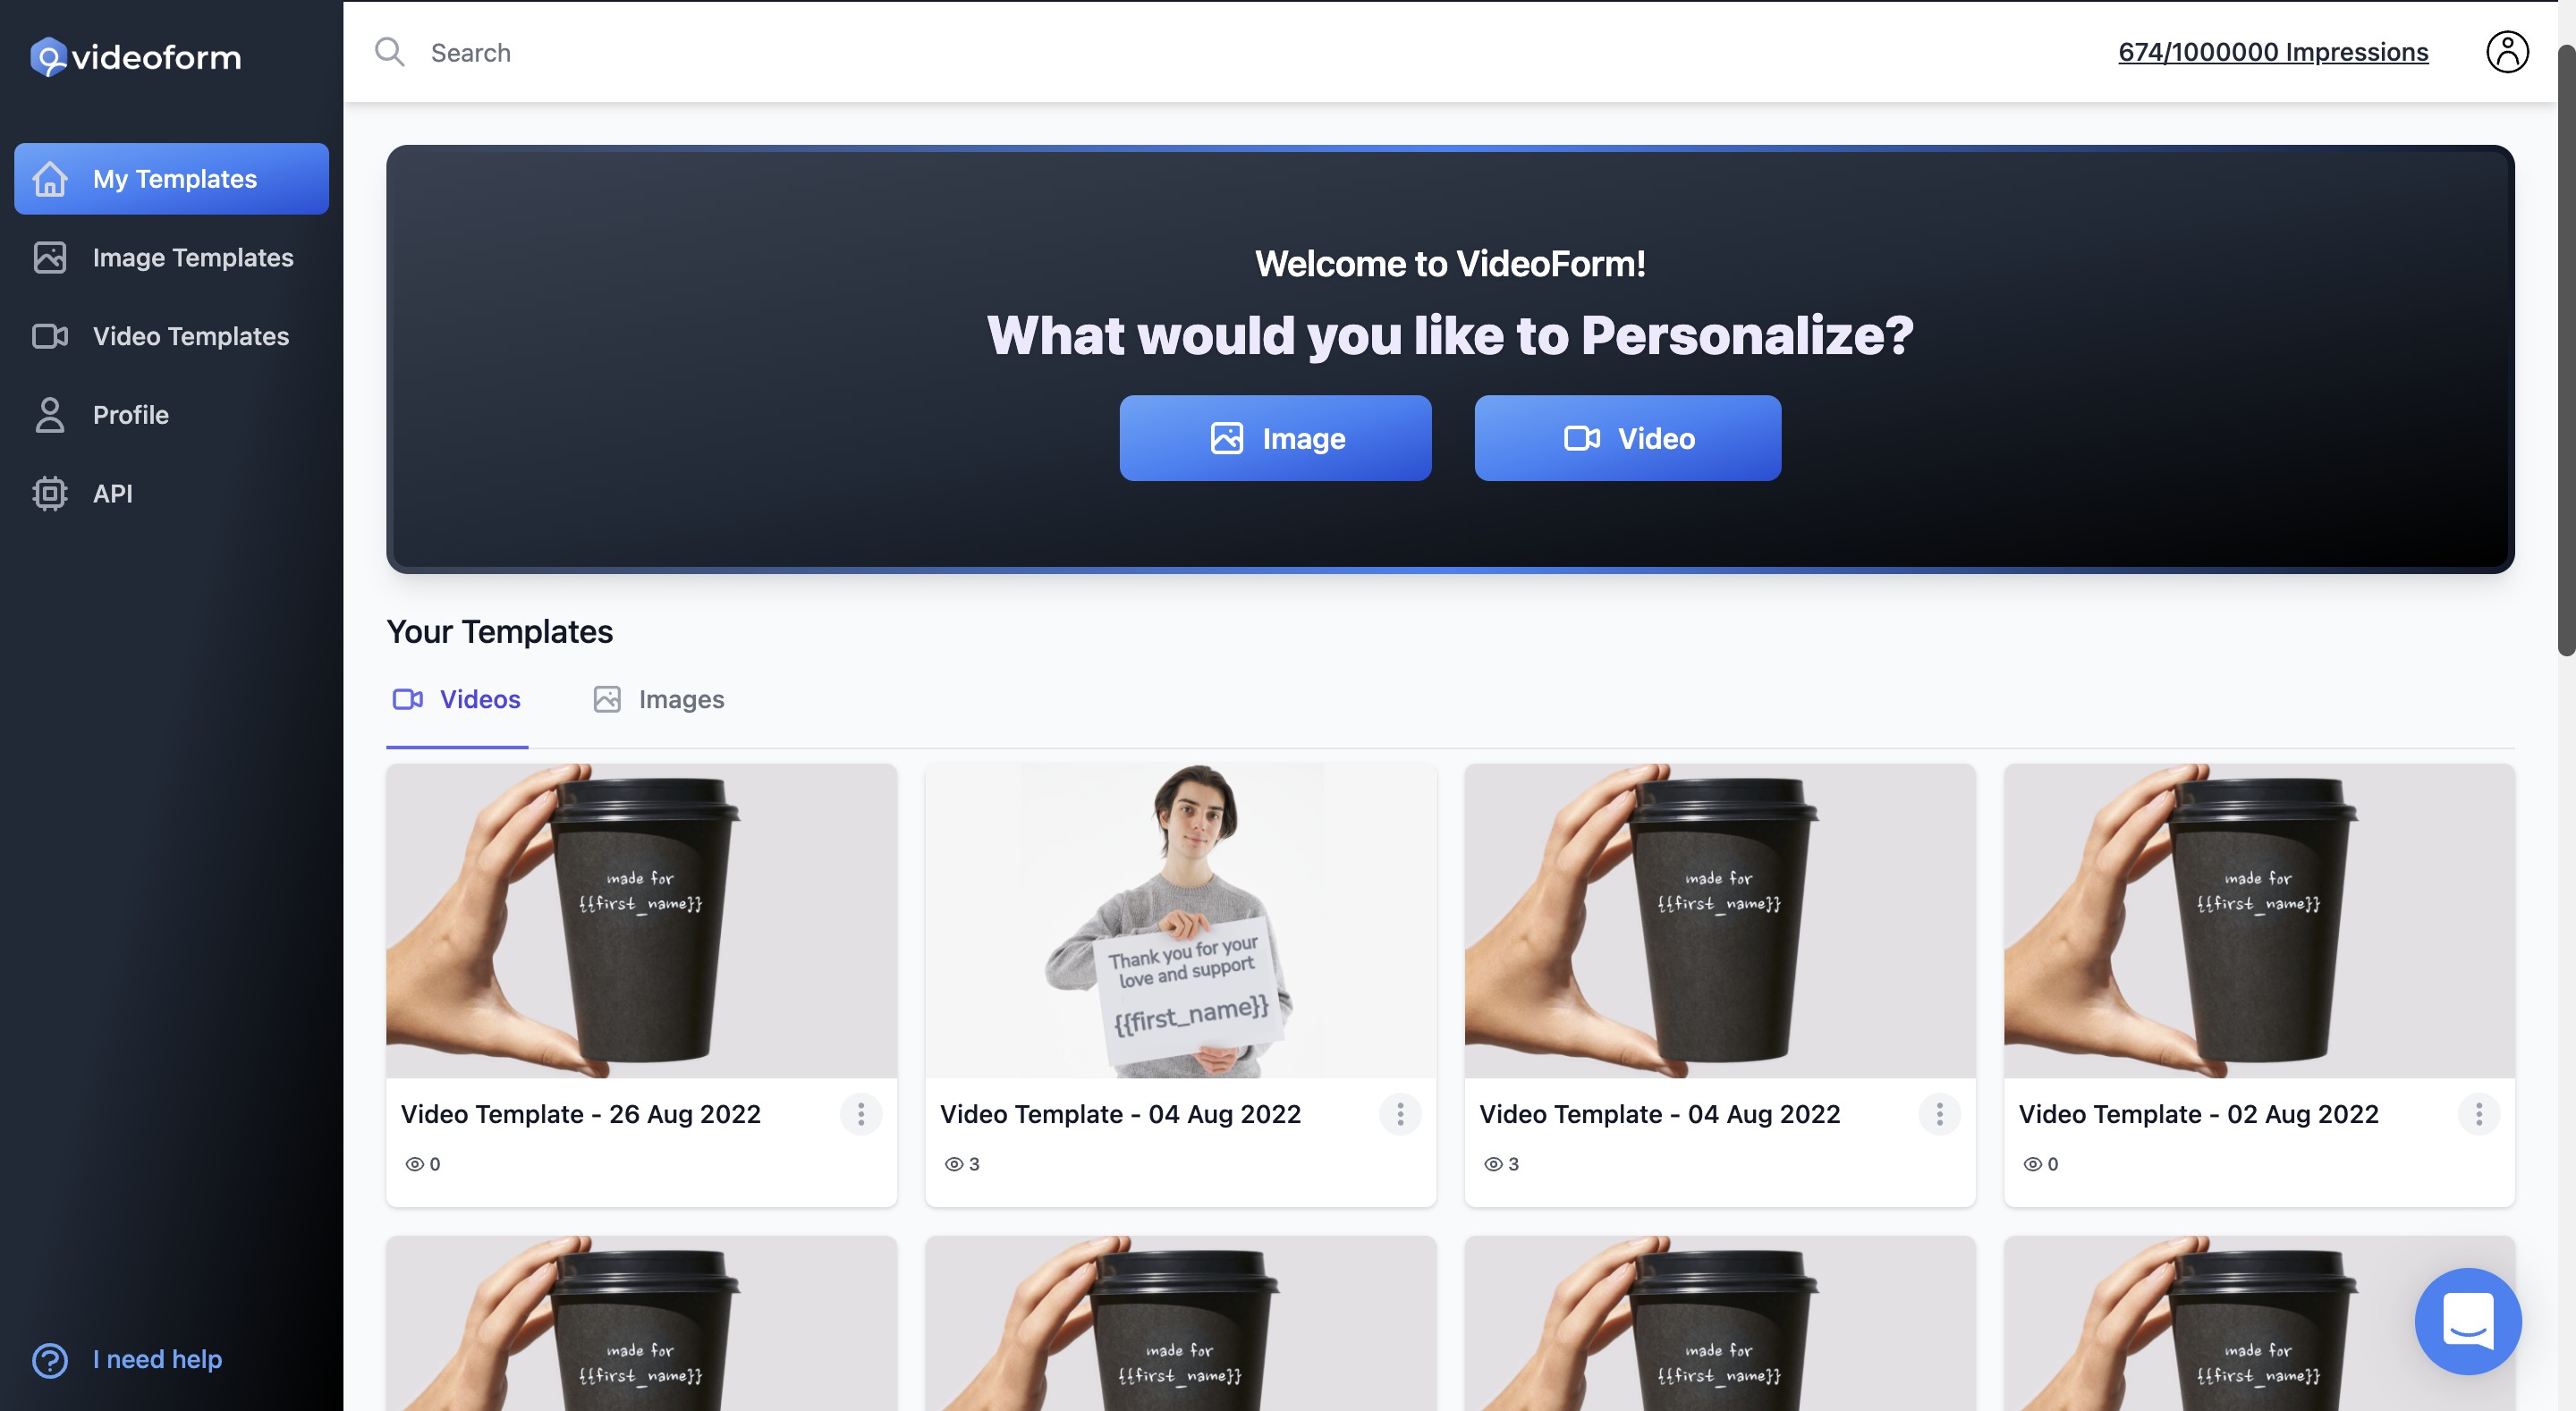 videoform
My Templates
Image Templates
Video Templates
Profile
API
I need help
Search
674/1000000 Impressions
Welcome to VideoForm!
What would you like to Personalize?
Image
Video
Your Templates
Videos
Images
made for
{{first_name}}
Video Template - 26 Aug 2022
0
Thank you for your
love and support
{{first_name}}
Video Template - 04 Aug 2022
3
made for
{{first_name}}
Video Template - 04 Aug 2022
3
made for
{{first_name}}
Video Template - 02 Aug 2022
0
made for
{{first_name}}
made for
{{first_name}}
made for
{{first_name}}
made for
{{first_name}}